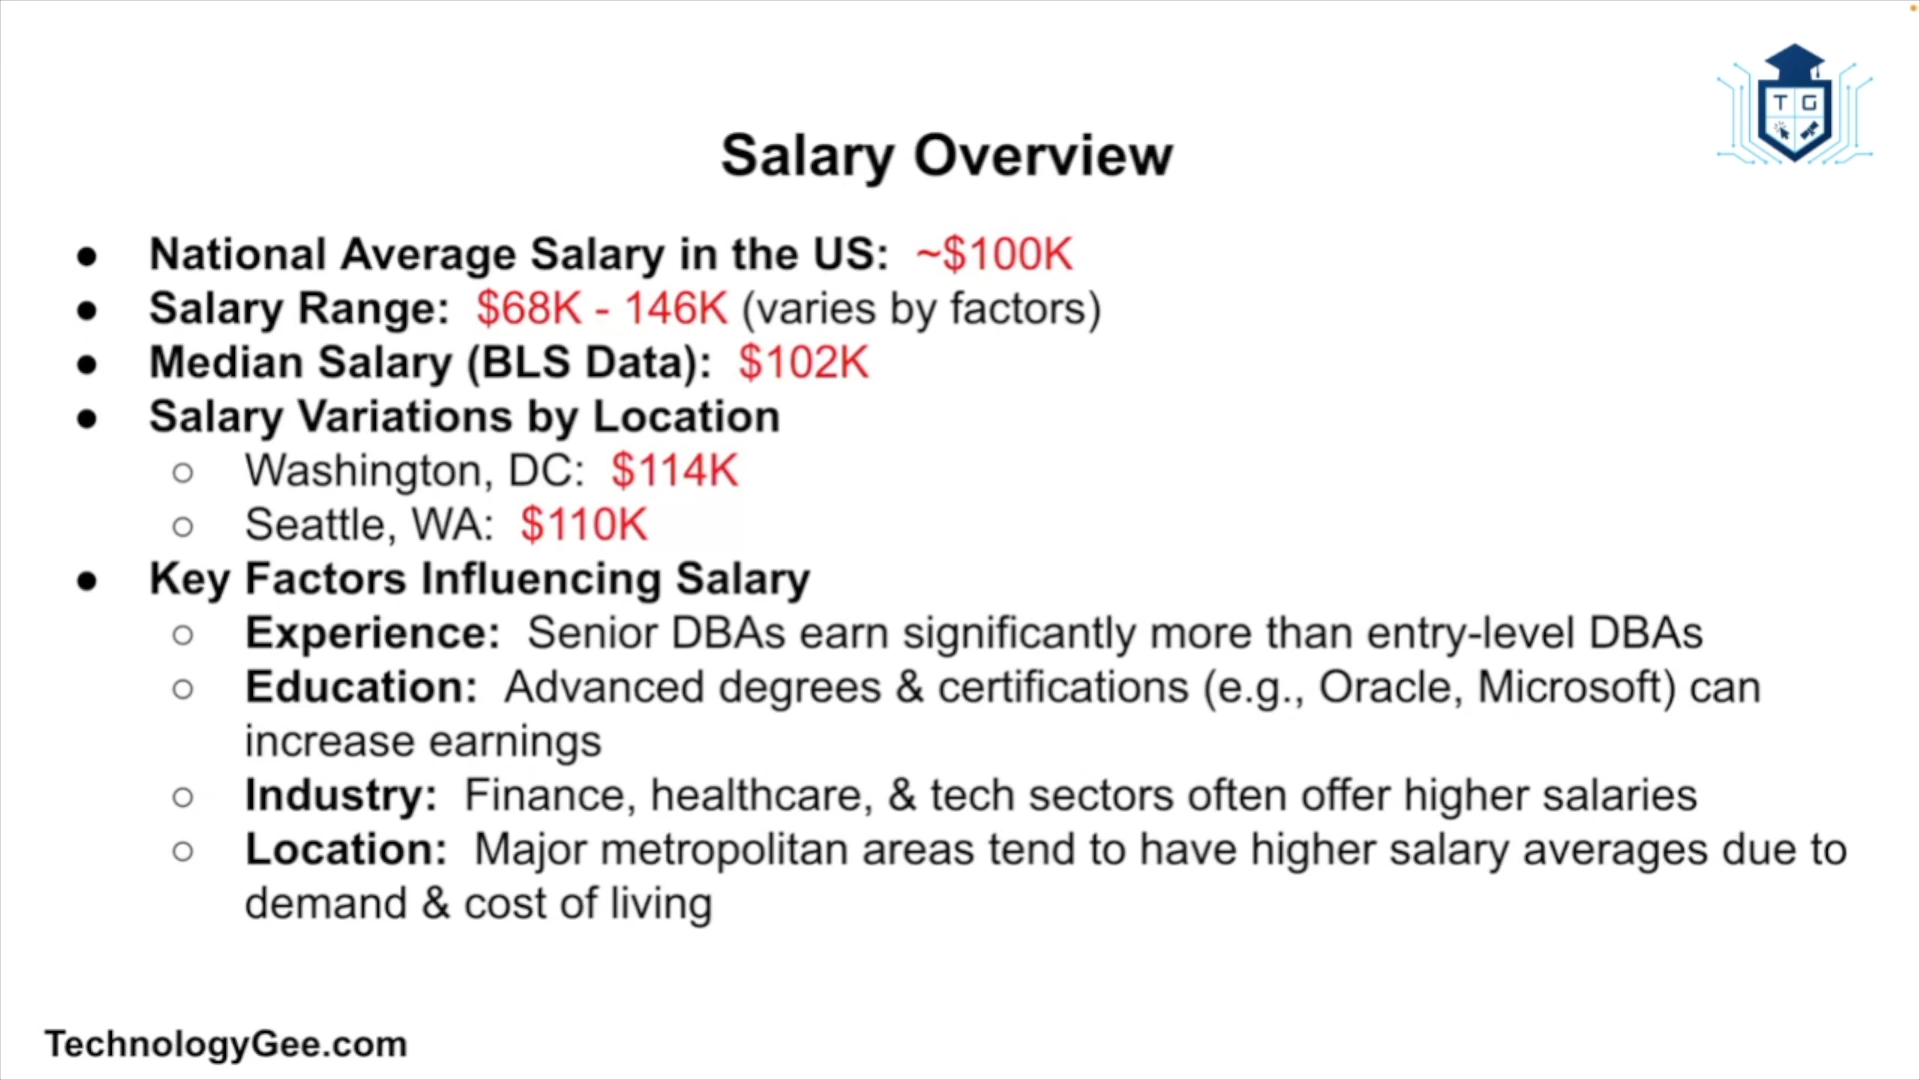 T G
Salary Overview
● National Average Salary in the US: ~$100K
● Salary Range: $68K - 146K (varies by factors)
● Median Salary (BLS Data): $102K
● Salary Variations by Location
○ Washington, DC: $114K
○ Seattle, WA: $110K
● Key Factors Influencing Salary
○ Experience: Senior DBAs earn significantly more than entry-level DBAs
○ Education: Advanced degrees & certifications (e.g., Oracle, Microsoft) can
increase earnings
○ Industry: Finance, healthcare, & tech sectors often offer higher salaries
○ Location: Major metropolitan areas tend to have higher salary averages due to
demand & cost of living
TechnologyGee.com